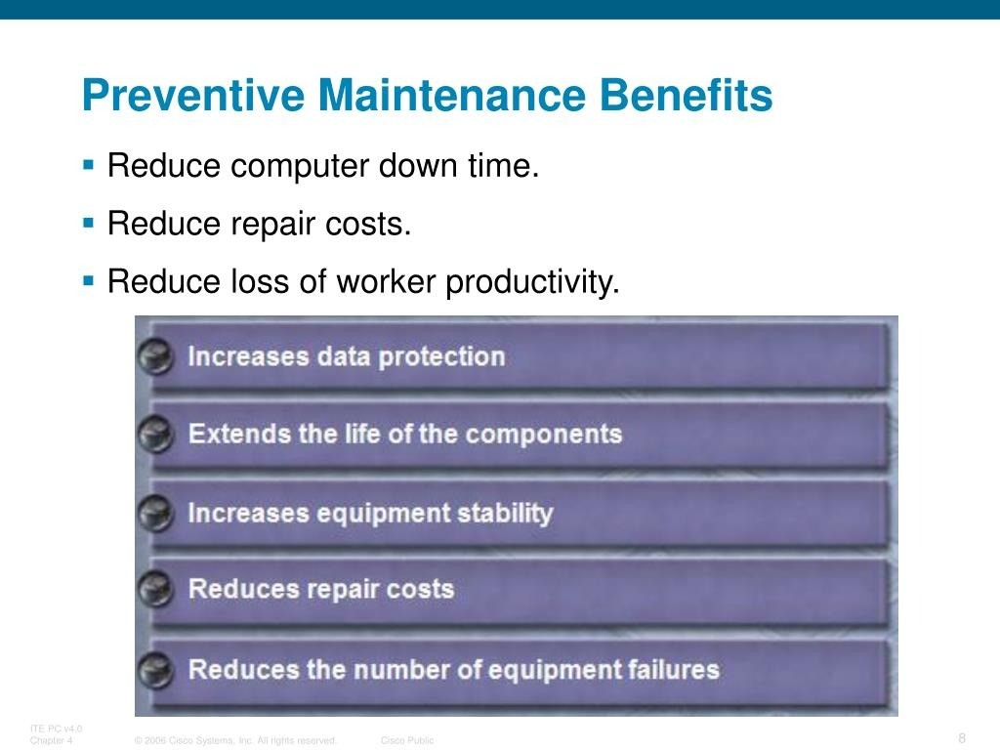 Preventive Maintenance Benefits
▪ Reduce computer down time.
▪ Reduce repair costs.
▪ Reduce loss of worker productivity.
Increases data protection
Extends the life of the components
Increases equipment stability
Reduces repair costs
Reduces the number of equipment failures
ITE PC v4.0
Chapter 4
© 2006 Cisco Systems, Inc. All rights reserved.
Cisco Public
8